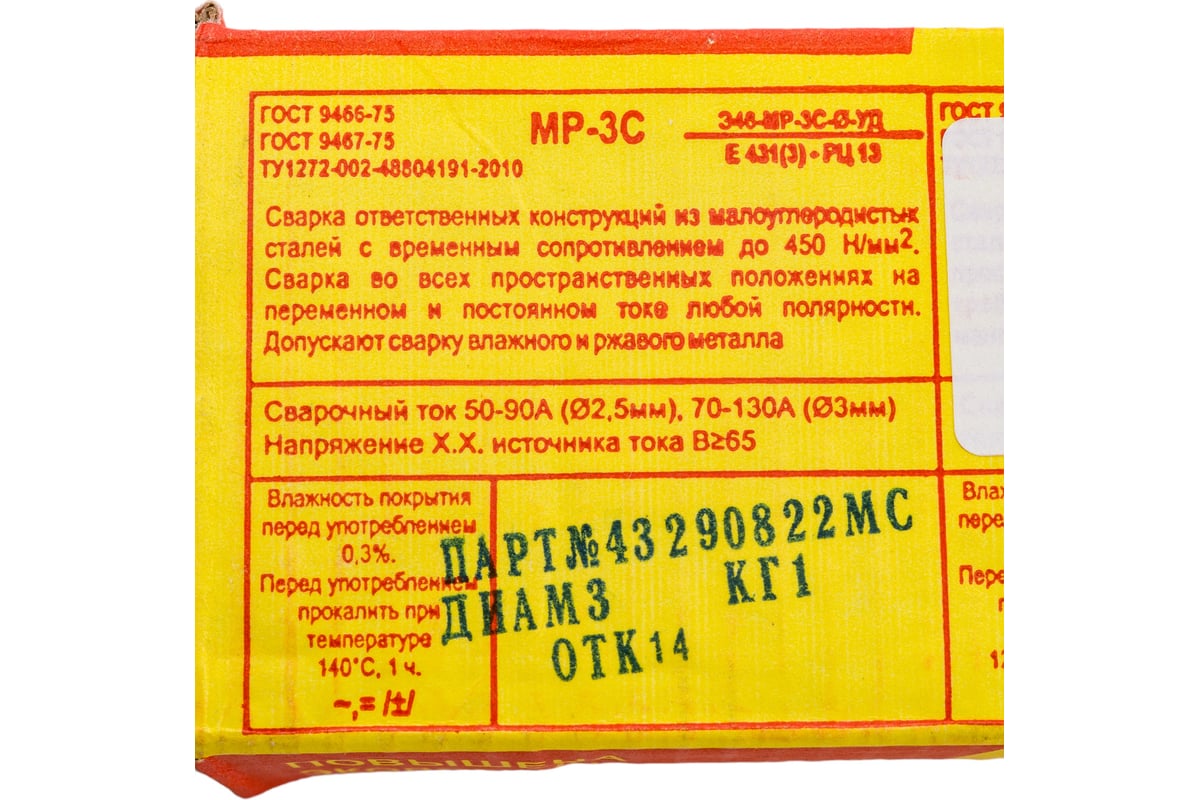 ГОСТ 9466-75
ГОСТ 9467-75
ТУ1272-002-48804191-2010
МР-3С
Э46-МР-3С-Ø-УД
Е 431(3) - РЦ 13
Сварка ответственных конструкций из малоуглеродистых
сталей с временным сопротивлением до 450 Н/мм².
Сварка во всех пространственных положениях на
переменном и постоянном токе любой полярности.
Допускают сварку влажного и ржавого металла
Сварочный ток 50-90А (Ø2,5мм), 70-130А (Ø3мм)
Напряжение Х.Х. источника тока В≥65
Влажность покрытия
перед употреблением
0,3%.
Перед употреблением
прокалить при
температуре
140°С, 1 ч.
~,= /±/
ПАРТ№43290822МС
ДИАМ3 КГ1
ОТК14
ГОСТ